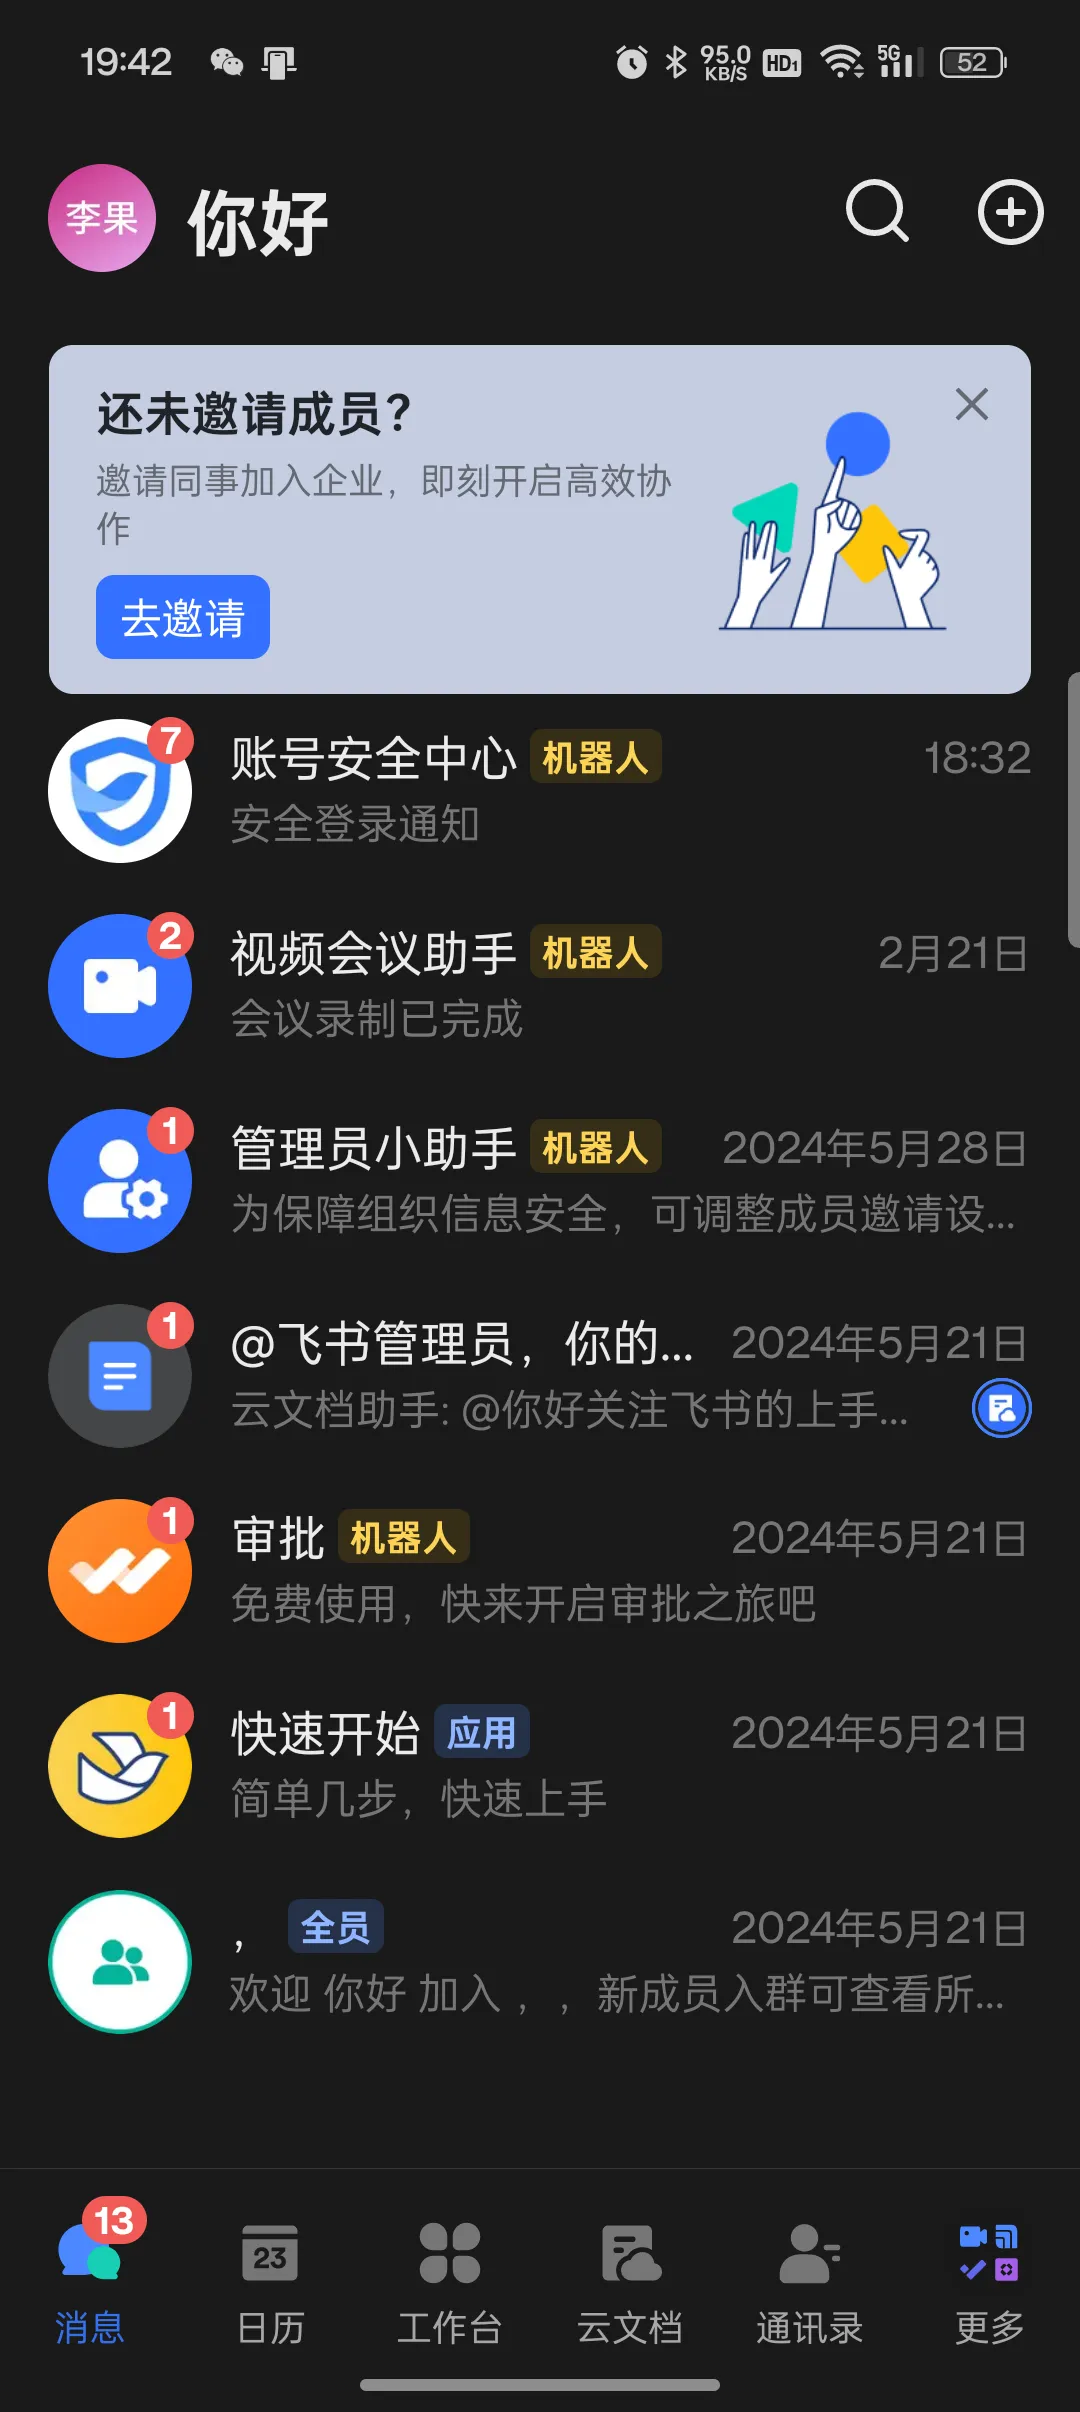 19:42
95.0 KB/S HD1 5G 52
李果 你好
还未邀请成员？
邀请同事加入企业，即刻开启高效协
作
去邀请
7
账号安全中心 机器人 18:32
安全登录通知
2
视频会议助手 机器人 2月21日
会议录制已完成
1
管理员小助手 机器人 2024年5月28日
为保障组织信息安全，可调整成员邀请设...
1
@飞书管理员，你的... 2024年5月21日
云文档助手: @你好关注飞书的上手...
1
审批 机器人 2024年5月21日
免费使用，快来开启审批之旅吧
1
快速开始 应用 2024年5月21日
简单几步，快速上手
， 全员 2024年5月21日
欢迎 你好 加入 ，，新成员入群可查看所...
13
23
消息 日历 工作台 云文档 通讯录 更多